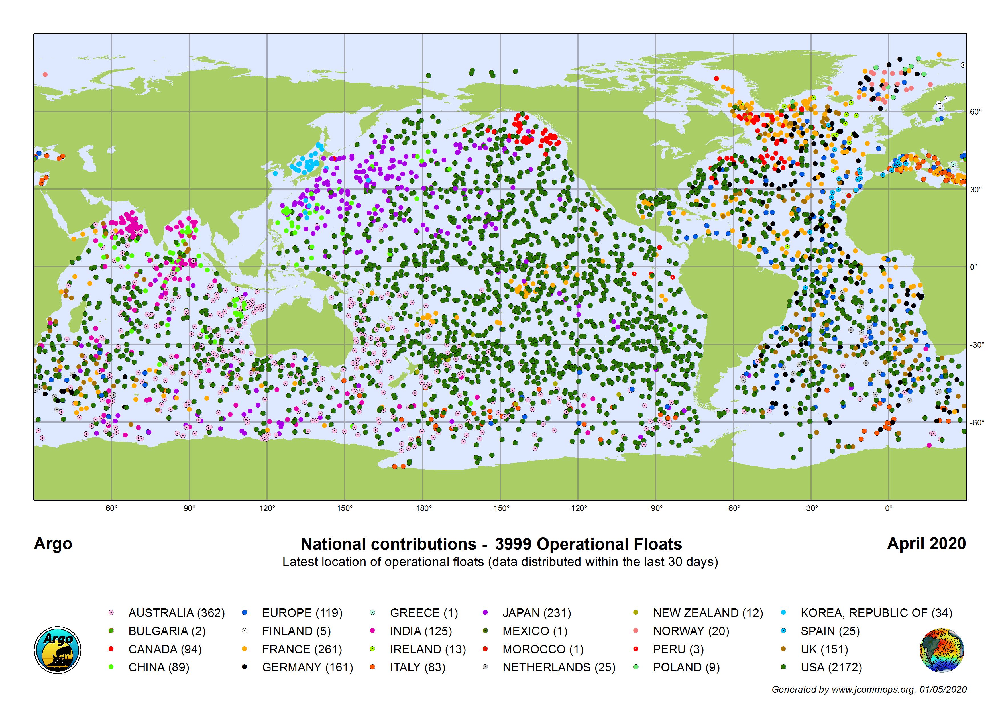 60°
30°
0°
-30°
-60°
60° 90° 120° 150° -180° -150° -120° -90° -60° -30° 0°
Argo National contributions - 3999 Operational Floats April 2020
Latest location of operational floats (data distributed within the last 30 days)
AUSTRALIA (362) EUROPE (119) GREECE (1) JAPAN (231) NEW ZEALAND (12) KOREA, REPUBLIC OF (34)
BULGARIA (2) FINLAND (5) INDIA (125) MEXICO (1) NORWAY (20) SPAIN (25)
Argo
CANADA (94) FRANCE (261) IRELAND (13) MOROCCO (1) PERU (3) UK (151)
CHINA (89) GERMANY (161) ITALY (83) NETHERLANDS (25) POLAND (9) USA (2172)
Generated by www.jcommops.org, 01/05/2020